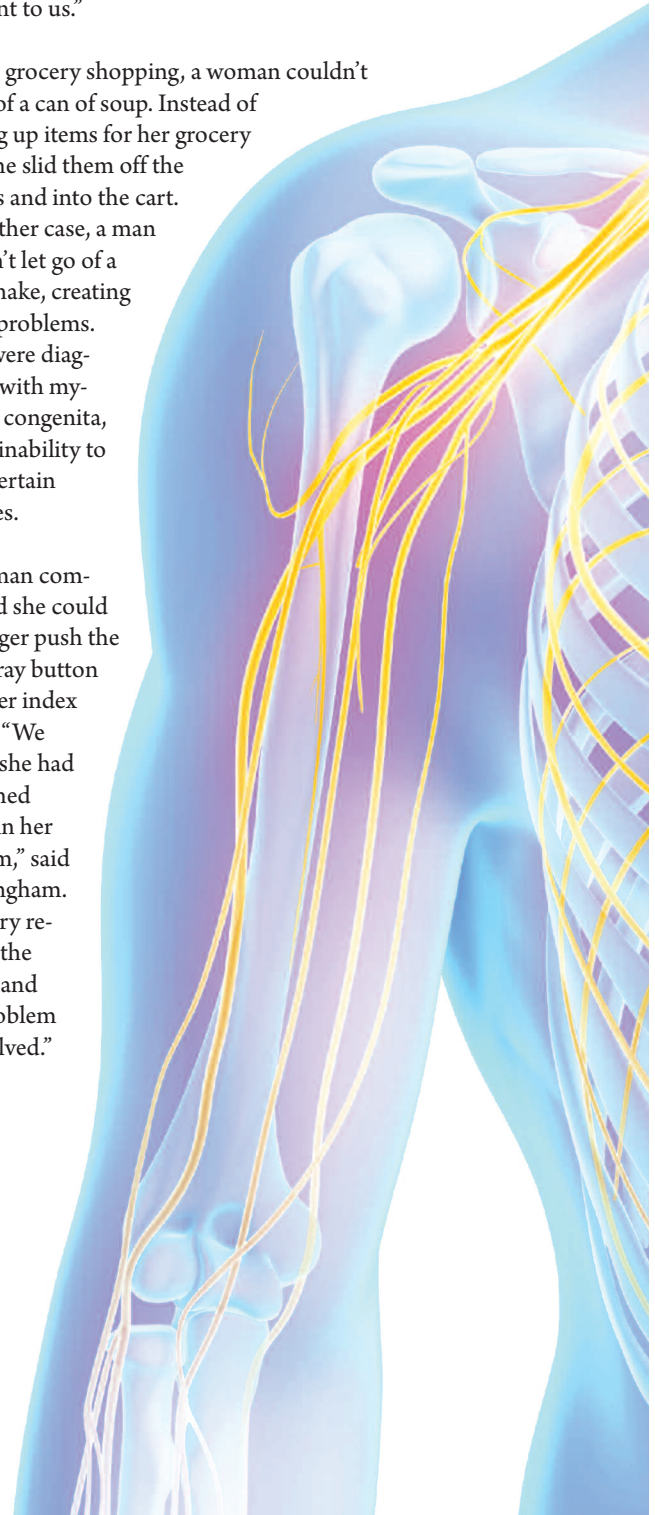 nt to us.”
grocery shopping, a woman couldn’t
of a can of soup. Instead of
g up items for her grocery
ne slid them off the
s and into the cart.
ther case, a man
n’t let go of a
hake, creating
problems.
were diag-
with my-
congenita,
inability to
ertain
es.
man com-
d she could
ger push the
ray button
er index
“We
she had
ned
in her
m,” said
ngham.
ry re-
the
and
oblem
lved.”